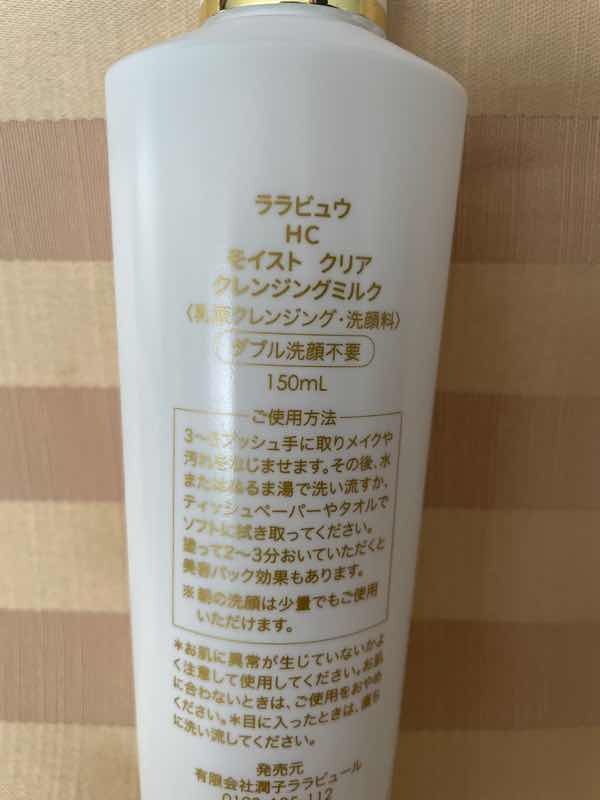 ララビュウ
HC
モイスト クリア
クレンジングミルク
〈乳液クレンジング・洗顔料〉
ダブル洗顔不要
150mL
ご使用方法
3〜5プッシュ手に取りメイクや
汚れをなじませます。その後、水
またはぬるま湯で洗い流すか、
ティッシュペーパーやタオルで
ソフトに拭き取ってください。
塗って2〜3分おいていただくと
美容パック効果もあります。
※朝の洗顔は少量でもご使用
いただけます。
*お肌に異常が生じていないかよ
く注意して使用してください。お肌
に合わないときは、ご使用をおやめ
ください。*目に入ったときは、直ち
に洗い流してください。
発売元
有限会社潤子ララビュール